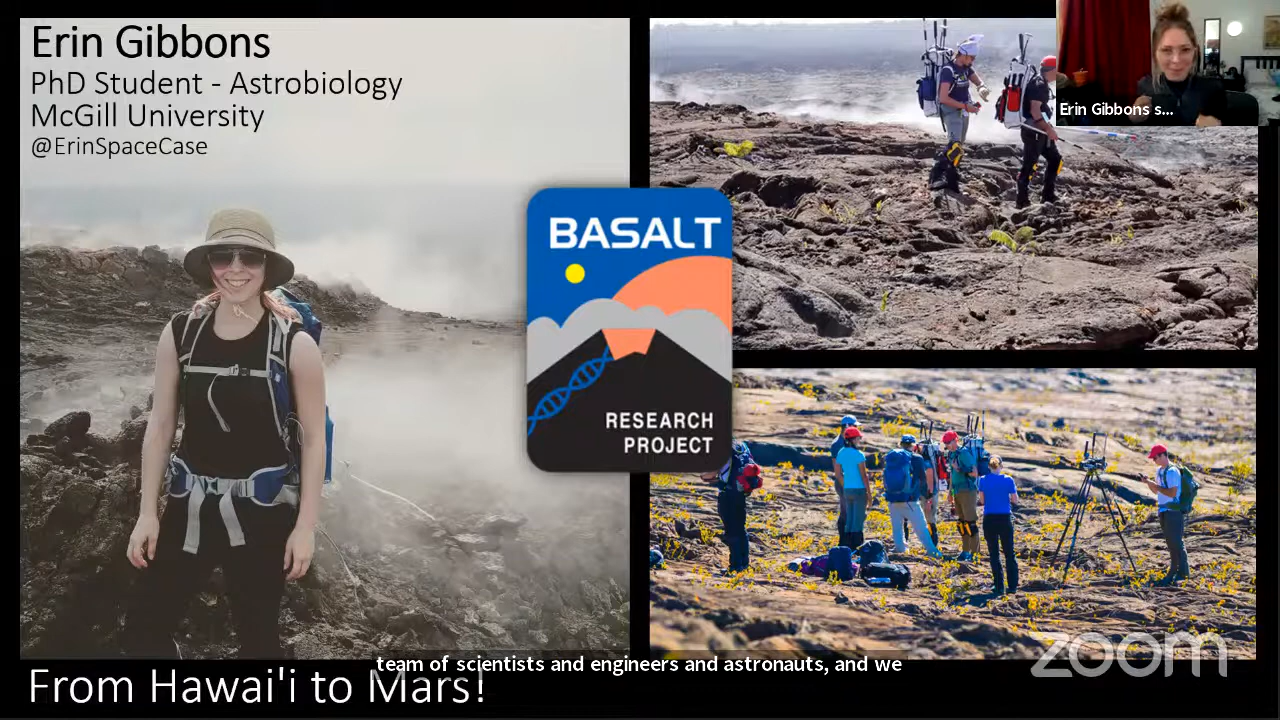 Erin Gibbons
PhD Student - Astrobiology
McGill University
@ErinSpaceCase
Erin Gibbons s...
BASALT
RESEARCH
PROJECT
zoom
team of scientists and engineers and astronauts, and we
From Hawai'i to Mars!